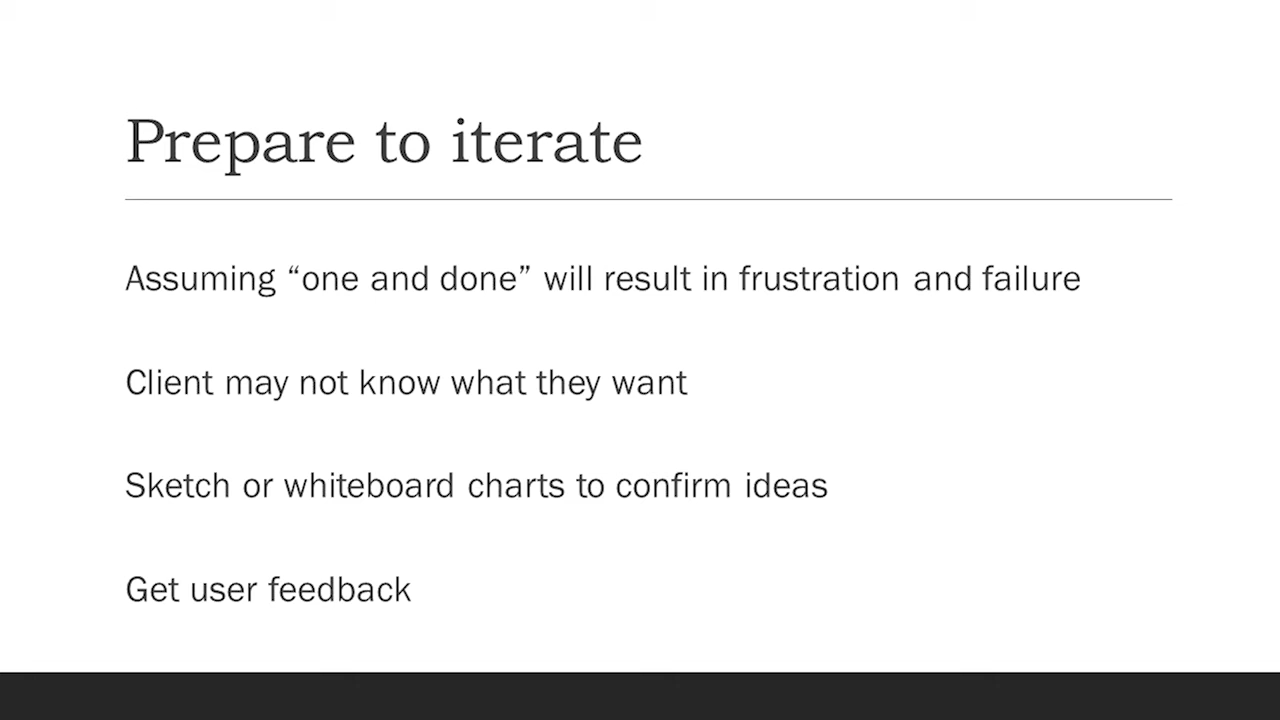 Prepare to iterate
Assuming “one and done” will result in frustration and failure
Client may not know what they want
Sketch or whiteboard charts to confirm ideas
Get user feedback